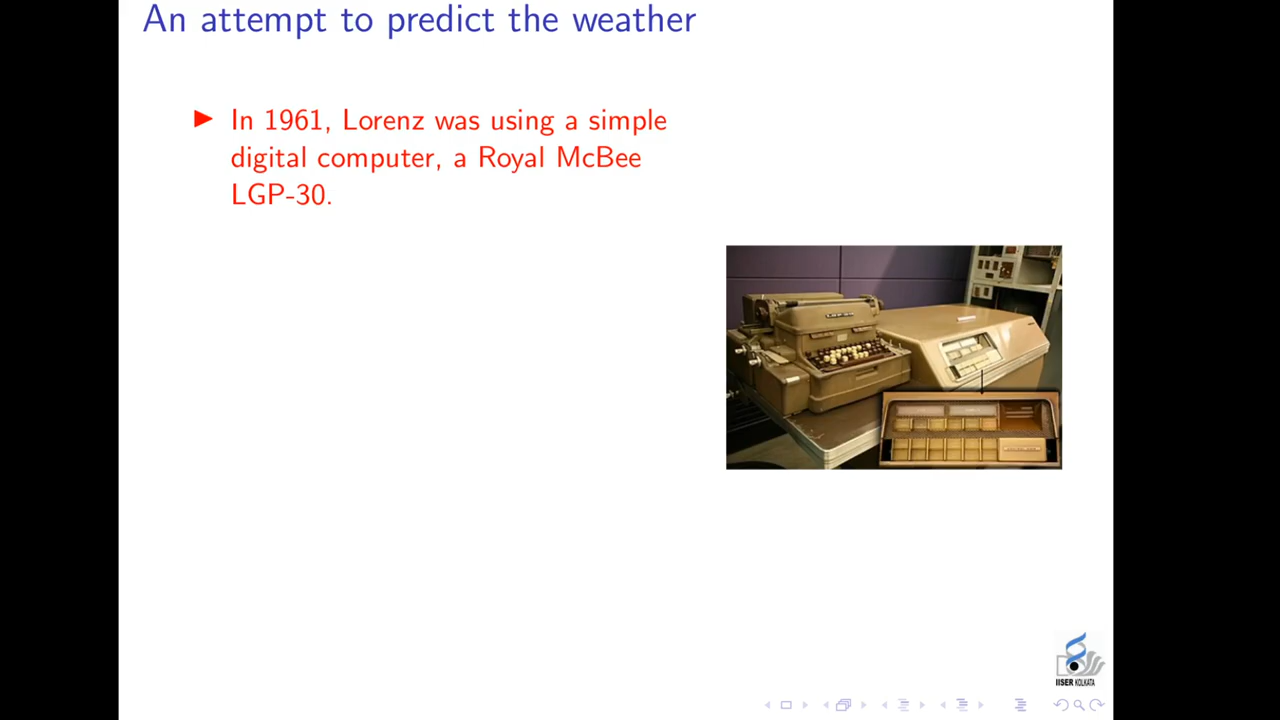 An attempt to predict the weather
In 1961, Lorenz was using a simple
digital computer, a Royal McBee
LGP-30.
IISER KOLKATA